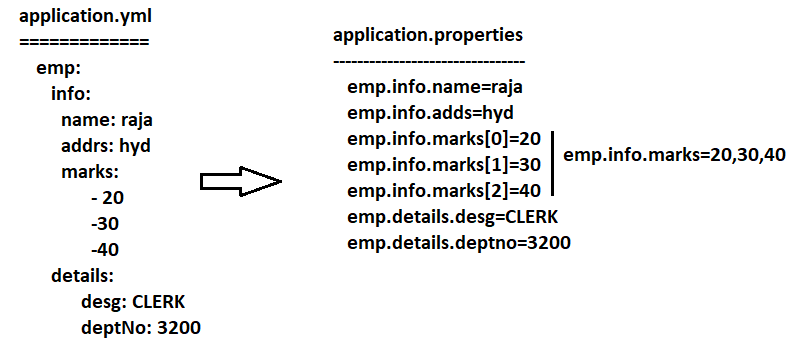 application.yml
=============
emp:
info:
name: raja
addrs: hyd
marks:
- 20
-30
-40
details:
desg: CLERK
deptNo: 3200
application.properties
--------------------------------
emp.info.name=raja
emp.info.adds=hyd
emp.info.marks[0]=20
emp.info.marks[1]=30
emp.info.marks[2]=40
emp.details.desg=CLERK
emp.details.deptno=3200
emp.info.marks=20,30,40